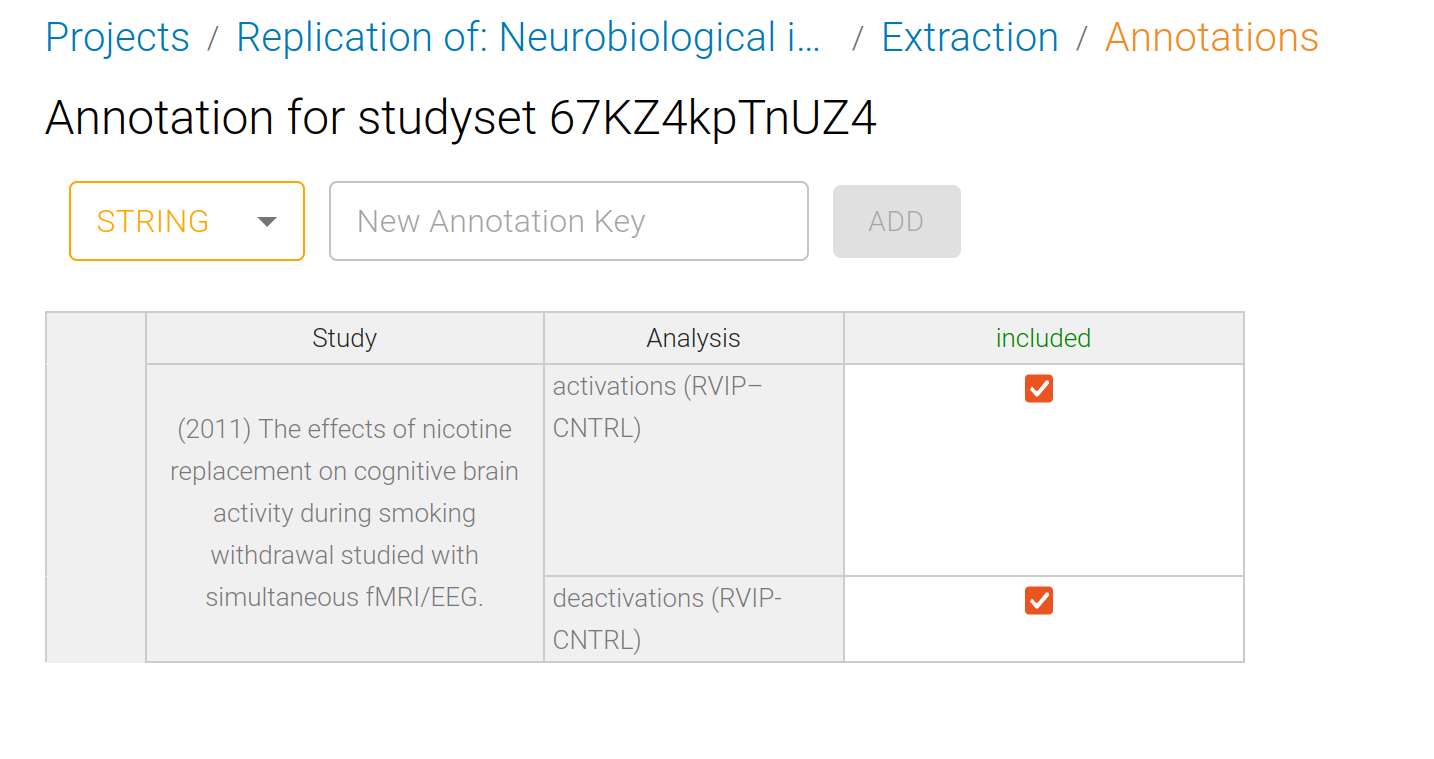 Projects / Replication of: Neurobiological i... / Extraction / Annotations
Annotation for studyset 67KZ4kpTnUZ4
STRING New Annotation Key ADD
Study Analysis included
(2011) The effects of nicotine
replacement on cognitive brain
activity during smoking
withdrawal studied with
simultaneous fMRI/EEG.
activations (RVIP–
CNTRL)
deactivations (RVIP-
CNTRL)